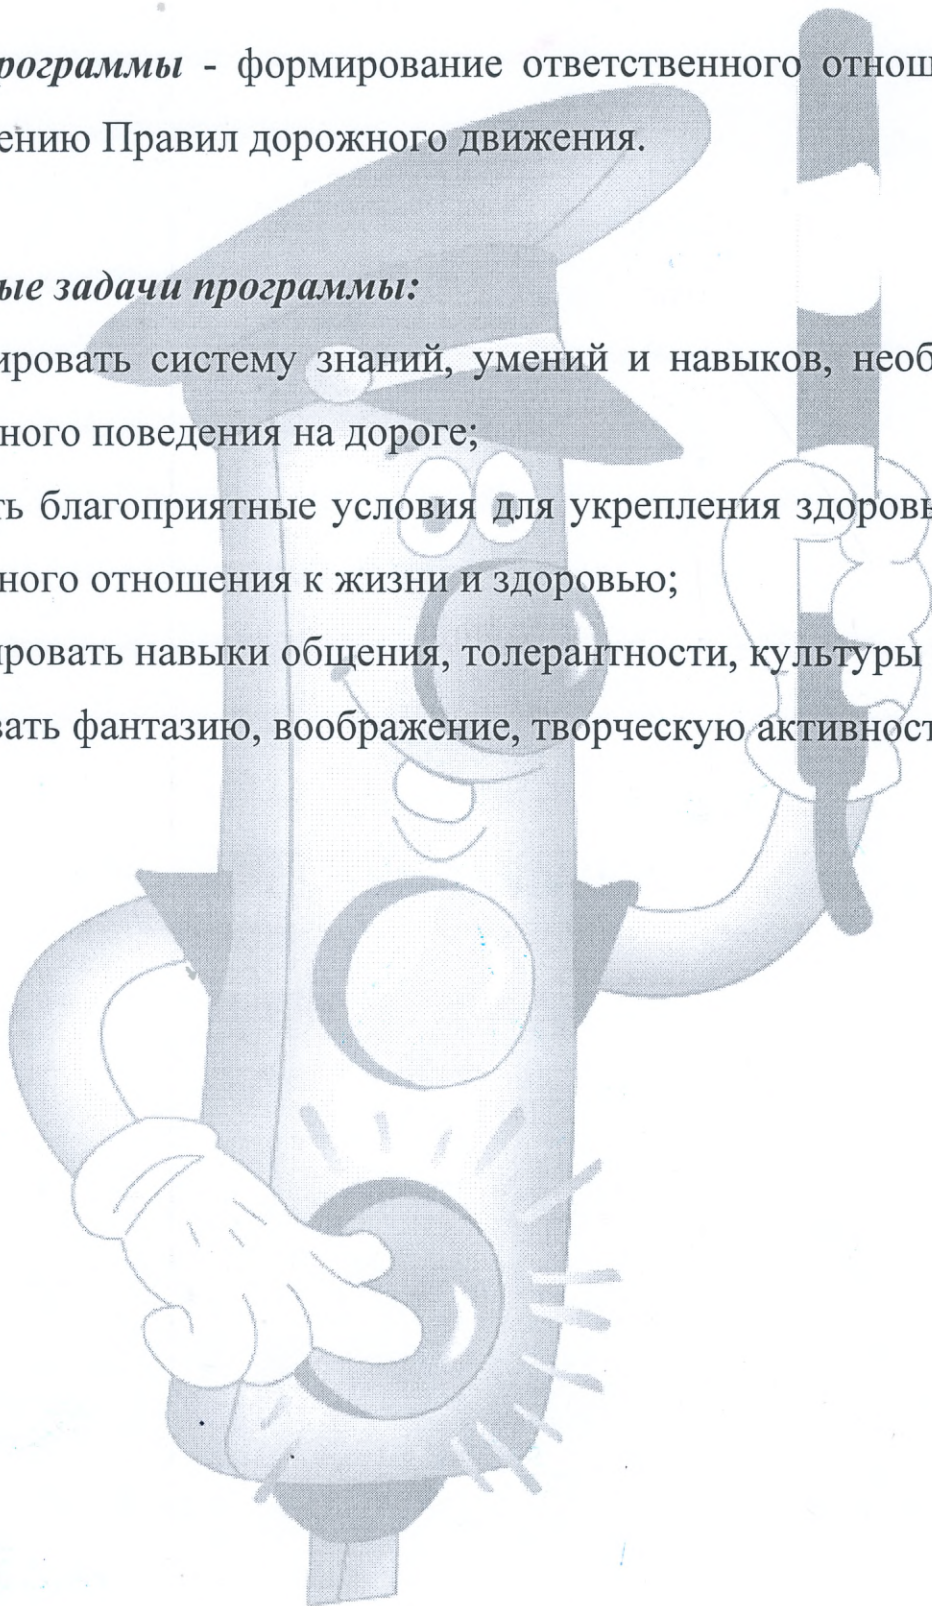 рограммы - формирование ответственного отнош
ению Правил дорожного движения.
ые задачи программы:
ировать систему знаний, умений и навыков, необ
ного поведения на дороге;
ть благоприятные условия для укрепления здоровь
ного отношения к жизни и здоровью;
ировать навыки общения, толерантности, культуры
вать фантазию, воображение, творческую активност